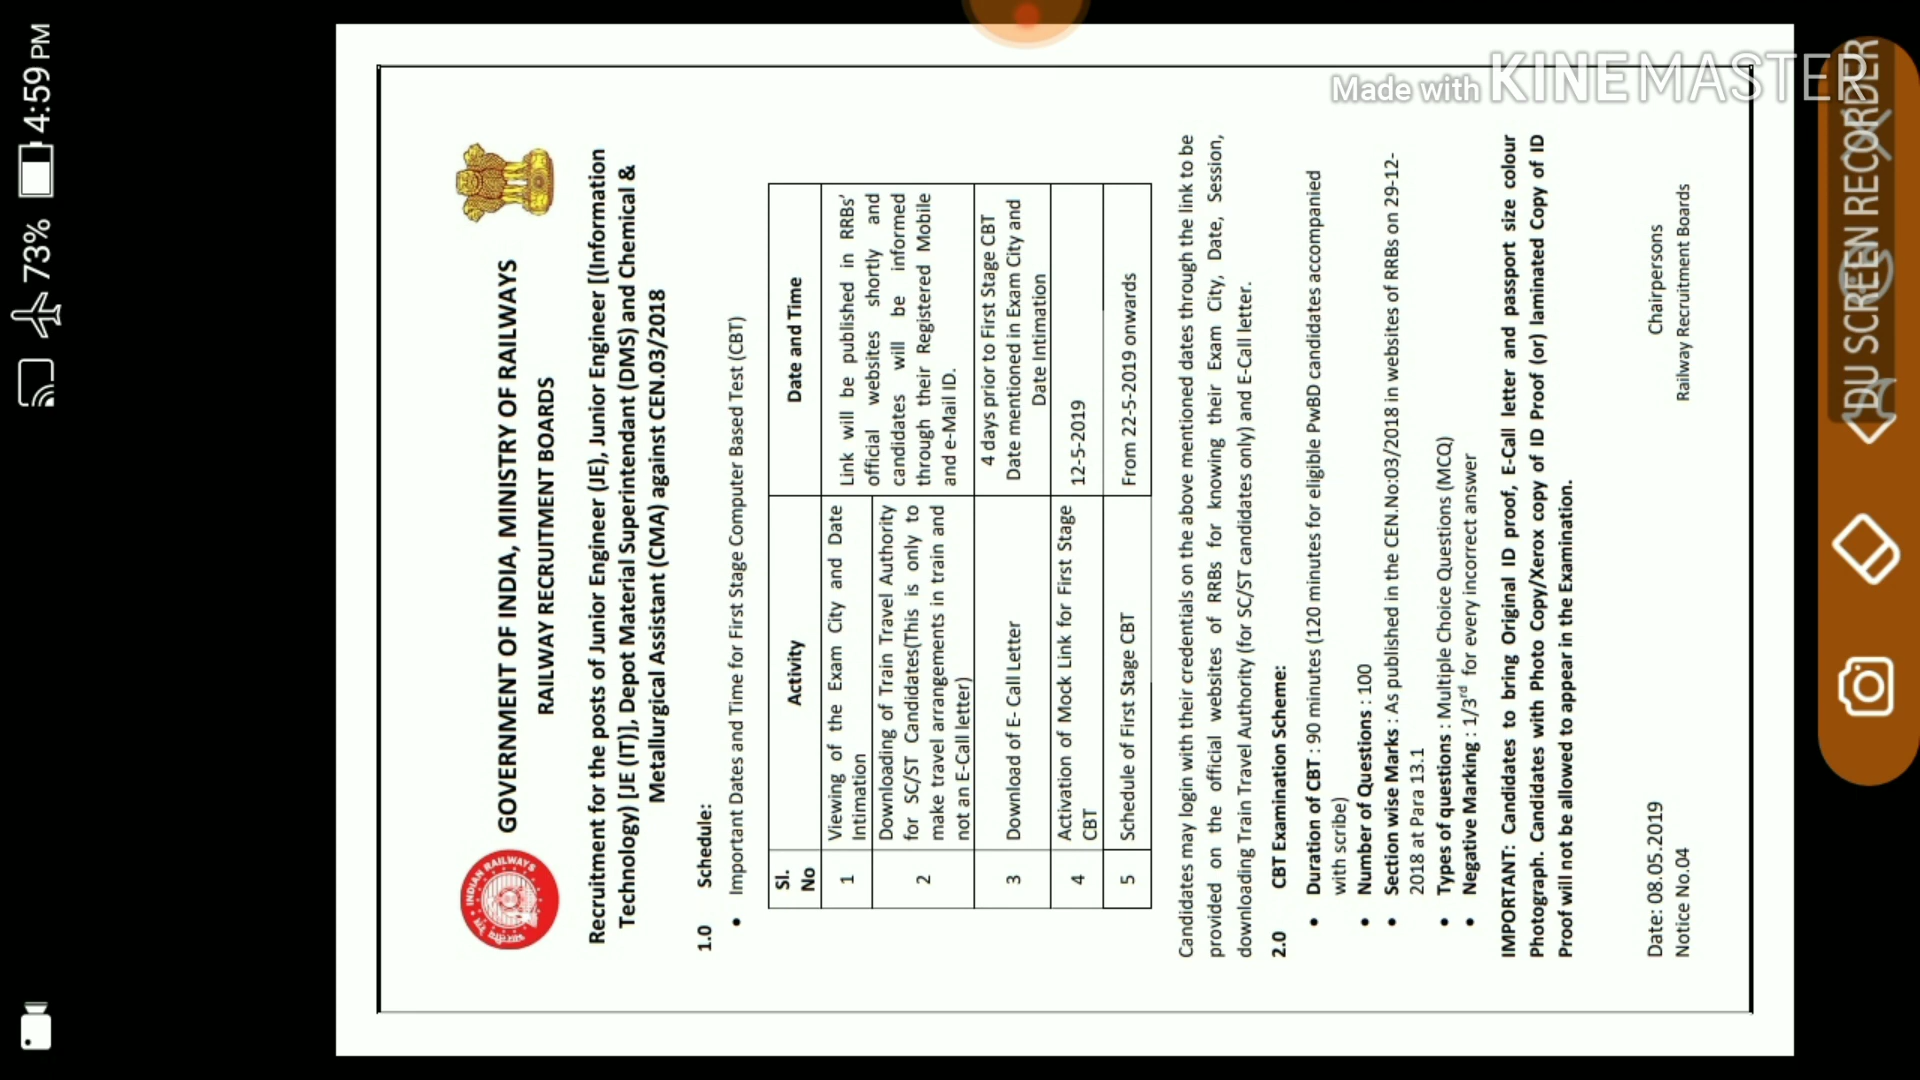 4:59 PM
73%
Made with KINEMASTER
DU SCREEN RECORDER
INDIAN RAILWAYS
GOVERNMENT OF INDIA, MINISTRY OF RAILWAYS
RAILWAY RECRUITMENT BOARDS
Recruitment for the posts of Junior Engineer (JE), Junior Engineer [(Information
Technology) [JE (IT)], Depot Material Superintendant (DMS) and Chemical &
Metallurgical Assistant (CMA) against CEN.03/2018
1.0 Schedule:
• Important Dates and Time for First Stage Computer Based Test (CBT)
Sl. No Activity Date and Time
1 Viewing of the Exam City and Date
Intimation
2 Downloading of Train Travel Authority
for SC/ST Candidates(This is only to
make travel arrangements in train and
not an E-Call letter)
Link will be published in RRBs'
official websites shortly and
candidates will be informed
through their Registered Mobile
and e-Mail ID.
3 Download of E- Call Letter
4 days prior to First Stage CBT
Date mentioned in Exam City and
Date Intimation
4 Activation of Mock Link for First Stage
CBT
12-5-2019
5 Schedule of First Stage CBT From 22-5-2019 onwards
Candidates may login with their credentials on the above mentioned dates through the link to be
provided on the official websites of RRBs for knowing their Exam City, Date, Session,
downloading Train Travel Authority (for SC/ST candidates only) and E-Call letter.
2.0 CBT Examination Scheme:
• Duration of CBT : 90 minutes (120 minutes for eligible PwBD candidates accompanied
with scribe)
• Number of Questions : 100
• Section wise Marks : As published in the CEN.No:03/2018 in websites of RRBs on 29-12-
2018 at Para 13.1
• Types of questions : Multiple Choice Questions (MCQ)
• Negative Marking : 1/3rd for every incorrect answer
IMPORTANT: Candidates to bring Original ID proof, E-Call letter and passport size colour
Photograph. Candidates with Photo Copy/Xerox copy of ID Proof (or) laminated Copy of ID
Proof will not be allowed to appear in the Examination.
Date: 08.05.2019 Chairpersons
Notice No.04 Railway Recruitment Boards